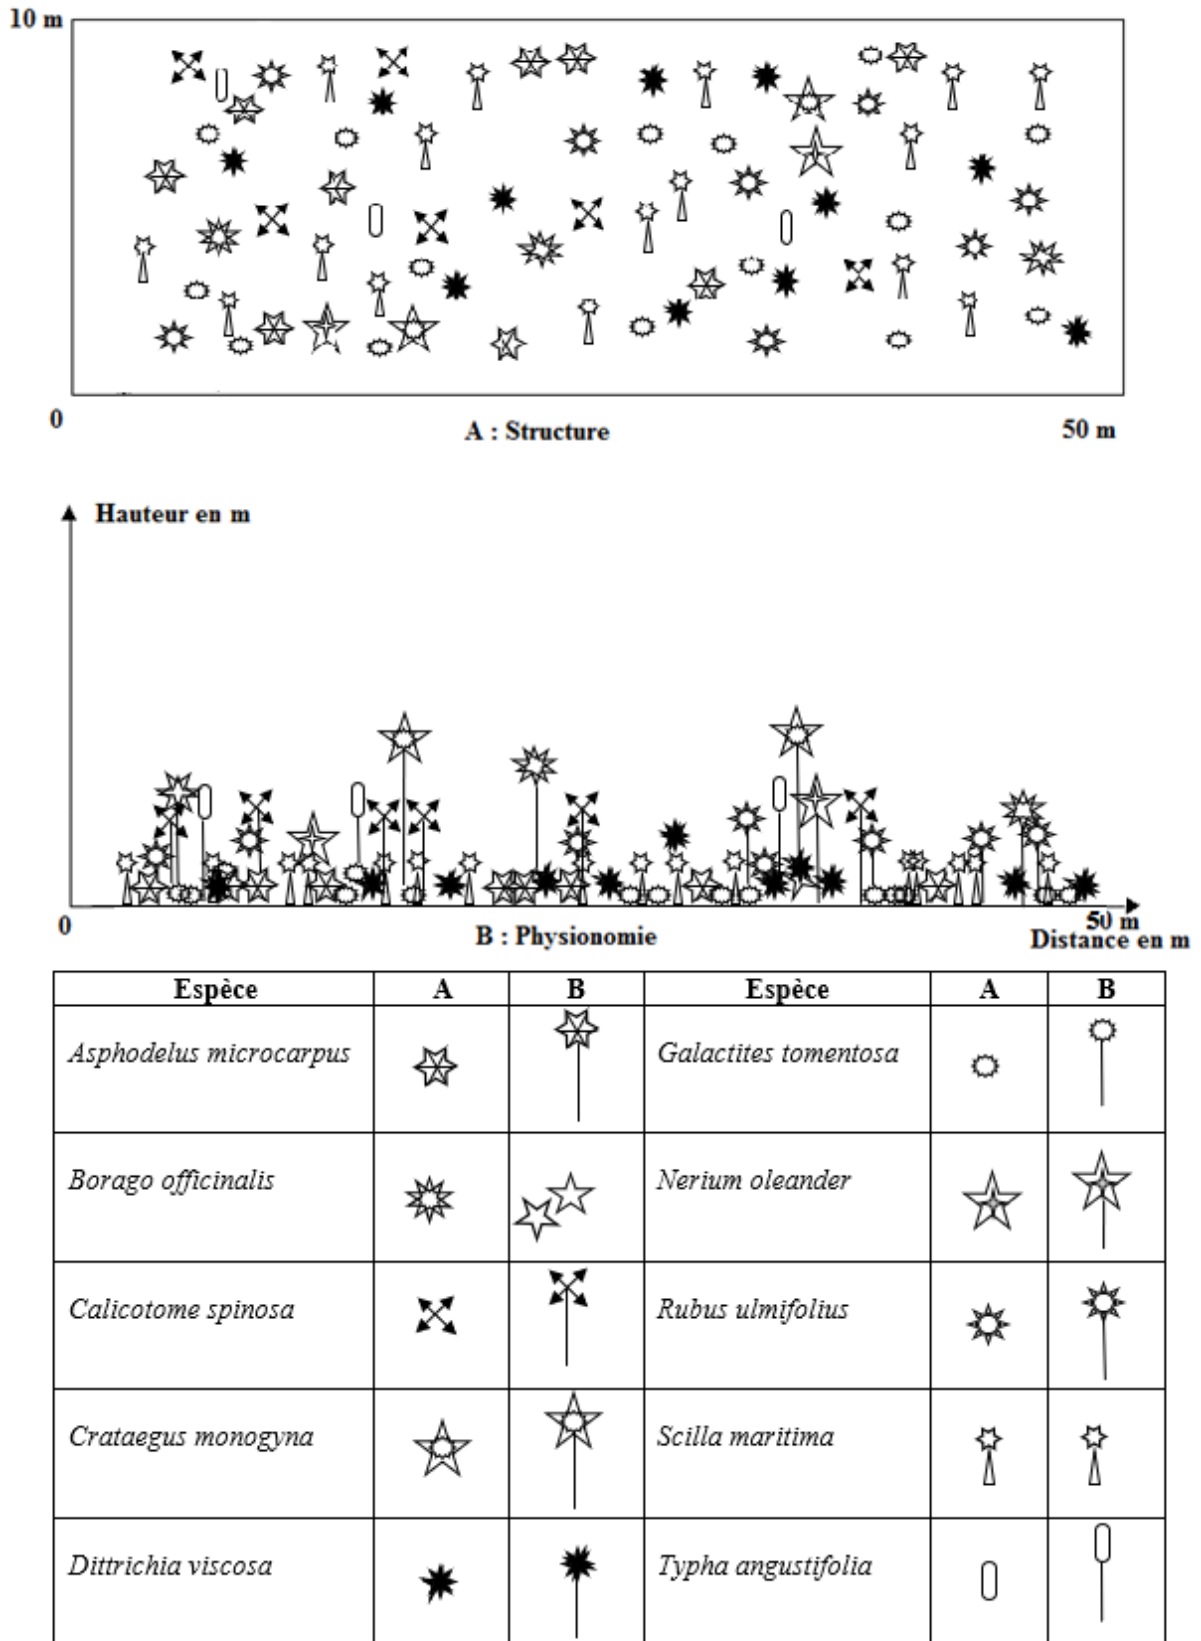 10 m
0
A : Structure
50 m
Hauteur en m
0
B : Physionomie
50 m
Distance en m
Espèce A B Espèce A B
Asphodelus microcarpus Galactites tomentosa
Borago officinalis Nerium oleander
Calicotome spinosa Rubus ulmifolius
Crataegus monogyna Scilla maritima
Dittrichia viscosa Typha angustifolia